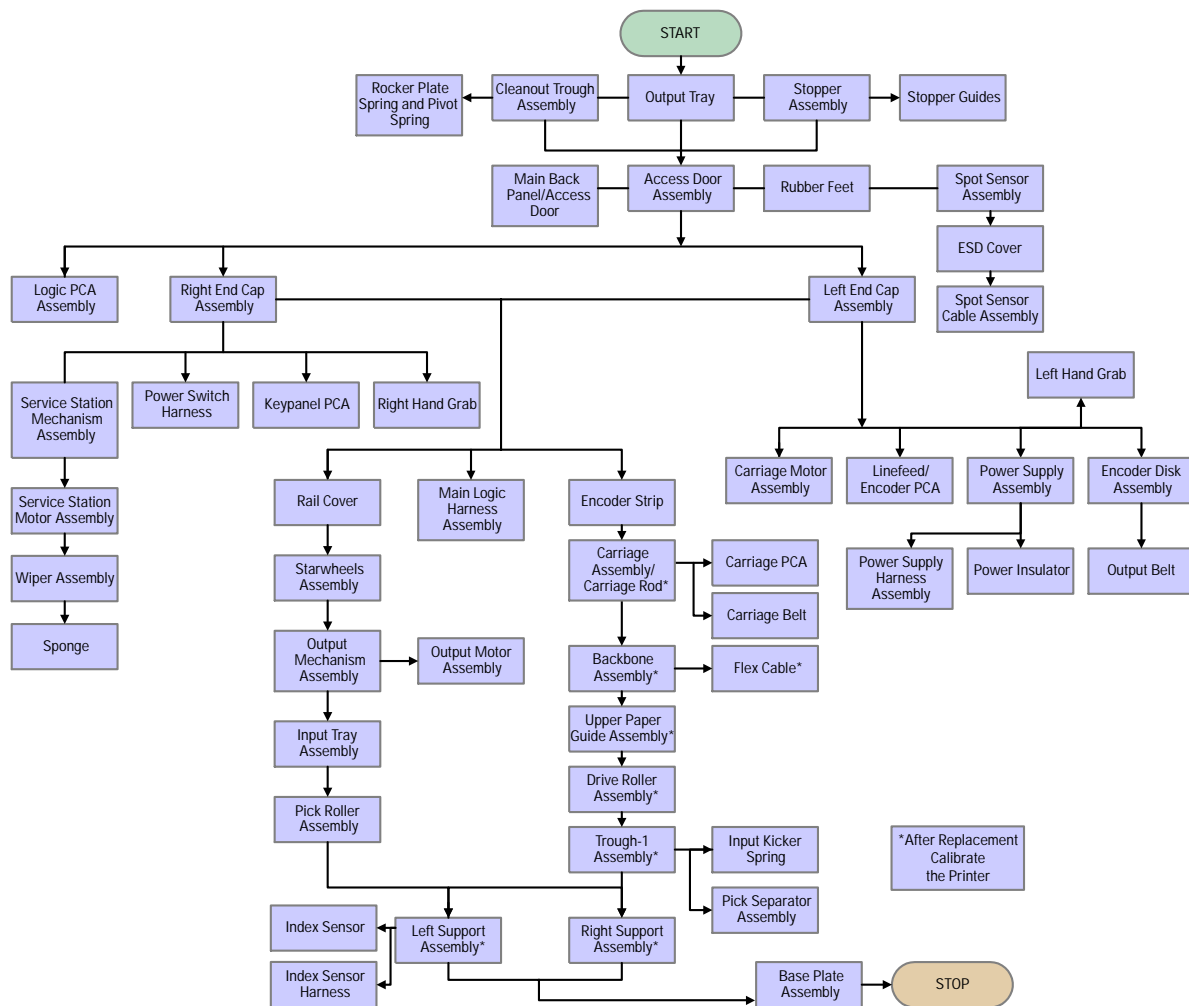 START
Rocker Plate
Spring and Pivot
Spring
Cleanout Trough
Assembly
Output Tray
Stopper
Assembly
Stopper Guides
Main Back
Panel/Access
Door
Access Door
Assembly
Rubber Feet
Spot Sensor
Assembly
ESD Cover
Spot Sensor
Cable Assembly
Logic PCA
Assembly
Right End Cap
Assembly
Left End Cap
Assembly
Left Hand Grab
Service Station
Mechanism
Assembly
Power Switch
Harness
Keypanel PCA
Right Hand Grab
Service Station
Motor Assembly
Wiper Assembly
Sponge
Carriage Motor
Assembly
Linefeed/
Encoder PCA
Power Supply
Assembly
Encoder Disk
Assembly
Power Supply
Harness
Assembly
Power Insulator
Output Belt
Rail Cover
Main Logic
Harness
Assembly
Encoder Strip
Starwheels
Assembly
Carriage
Assembly/
Carriage Rod*
Carriage PCA
Carriage Belt
Output
Mechanism
Assembly
Output Motor
Assembly
Backbone
Assembly*
Flex Cable*
Input Tray
Assembly
Upper Paper
Guide Assembly*
Pick Roller
Assembly
Drive Roller
Assembly*
Trough-1
Assembly*
Input Kicker
Spring
Pick Separator
Assembly
*After Replacement
Calibrate
the Printer
Index Sensor
Left Support
Assembly*
Right Support
Assembly*
Index Sensor
Harness
Base Plate
Assembly
STOP